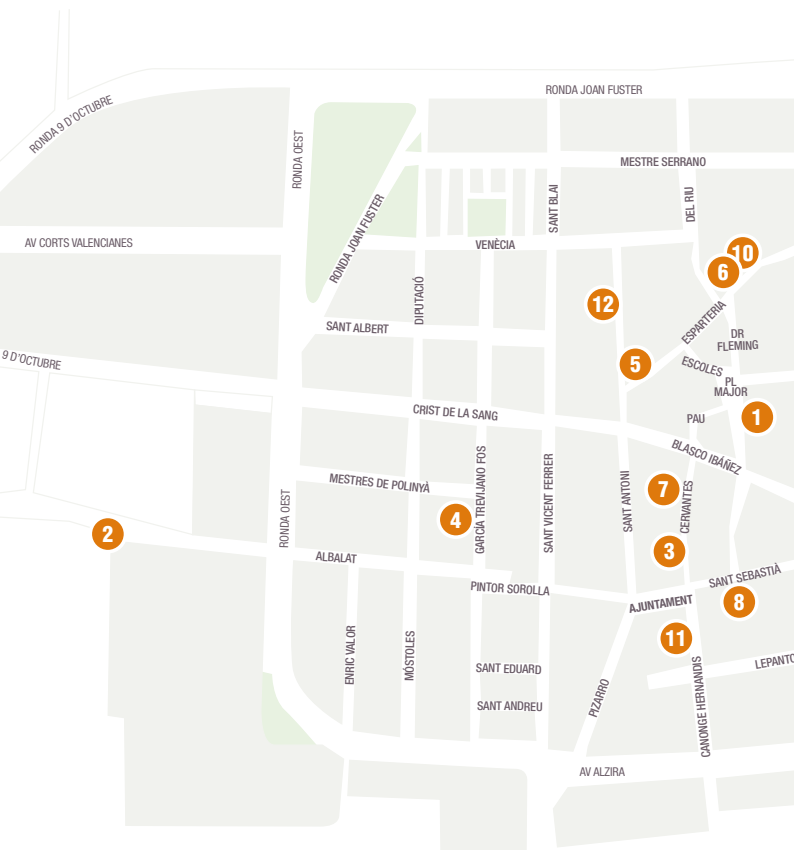 RONDA JOAN FUSTER
RONDA 9 D'OCTUBRE
RONDA OEST
MESTRE SERRANO
SANT BLAI
DEL RIU
RONDA JOAN FUSTER
AV CORTS VALENCIANES
VENÈCIA
10
6
DIPUTACIÓ
12
SANT ALBERT
ESPARTERIA
DR
FLEMING
9 D'OCTUBRE
5
ESCOLES
PL
MAJOR
CRIST DE LA SANG
PAU
1
BLASCO IBÁÑEZ
MESTRES DE POLINYÀ
GARCÍA TREVIJANO FOS
SANT VICENT FERRER
SANT ANTONI
7
CERVANTES
RONDA OEST
4
2
3
ALBALAT
PINTOR SOROLLA
SANT SEBASTIÀ
AJUNTAMENT
8
11
ENRIC VALOR
MÓSTOLES
SANT EDUARD
LEPANTO
PIZARRO
CANONGE HERNANDIS
SANT ANDREU
AV ALZIRA